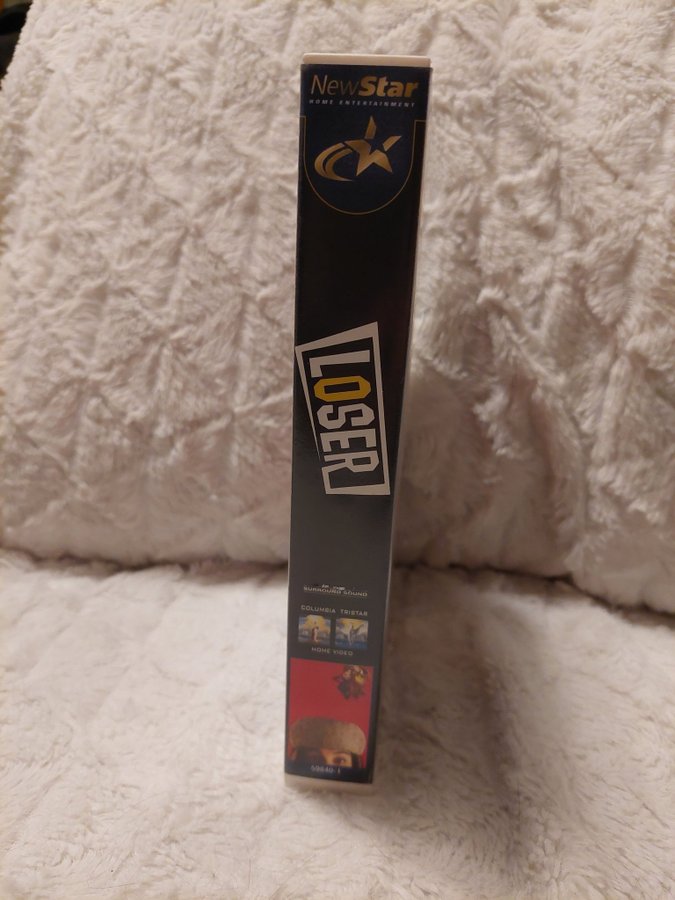 NewStar
HOME ENTERTAINMENT
LOSER
SURROUND SOUND
COLUMBIA TRISTAR
HOME VIDEO